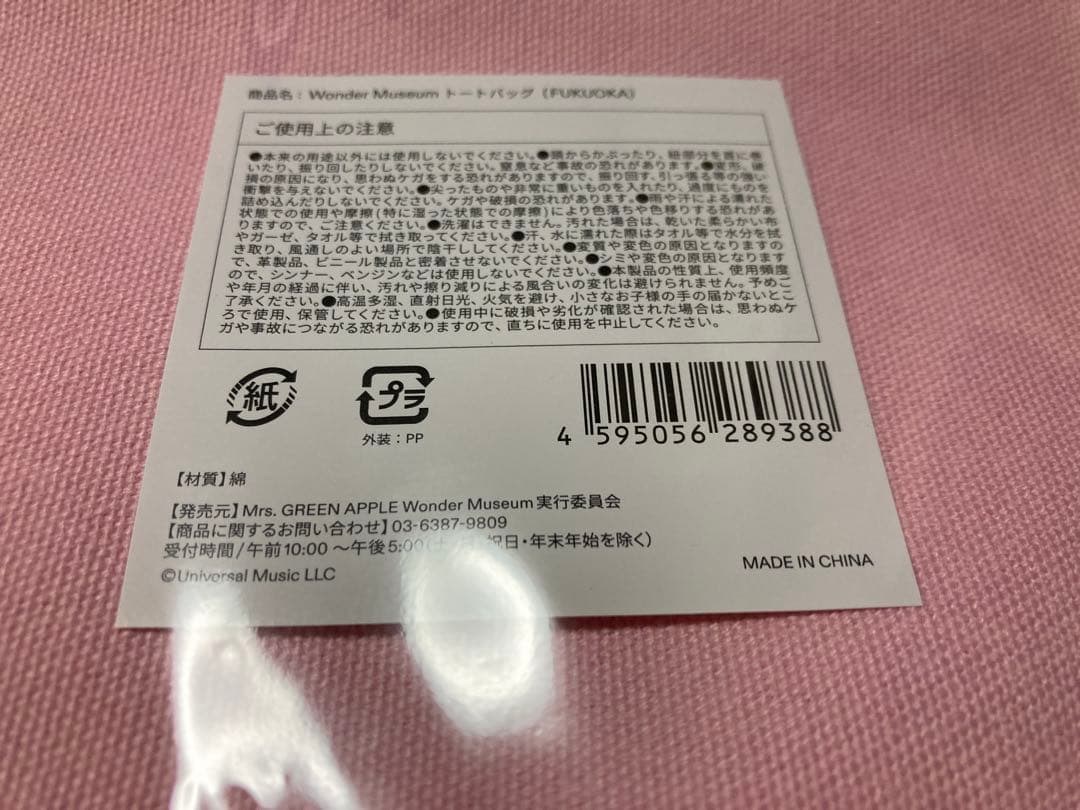 商品名：Wonder Museum トートバッグ（FUKUOKA）
ご使用上の注意
●本来の用途以外には使用しないでください。●頭からかぶったり、紐部分を首に巻
いたり、振り回したりしないでください。窒息など事故の恐れがあります。●変形、破
損の原因になり、思わぬケガをする恐れがありますので、振り回す、引っ張る等の強い
衝撃を与えないでください。●尖ったものや非常に重いものを入れたり、過度にものを
詰め込んだりしないでください。ケガや破損の恐れがあります。●雨や汗による濡れた
状態での使用や摩擦(特に湿った状態での摩擦)により色落ちや色移りする恐れがあ
りますので、ご注意ください。●洗濯はできません。汚れた場合は、乾いた柔らかい布
やガーゼ、タオル等で拭き取ってください。●汗、水に濡れた際はタオル等で水分を拭
き取り、風通しのよい場所で陰干ししてください。●変質や変色の原因となりますの
で、革製品、ビニール製品と密着させないでください。●シミや変色の原因となります
ので、シンナー、ベンジンなどは使用しないでください。●本製品の性質上、使用頻度
や年月の経過に伴い、汚れや擦り減りによる風合いの変化は避けられません。予めご
了承ください。●高温多湿、直射日光、火気を避け、小さなお子様の手の届かないとこ
ろで使用、保管してください。●使用中に破損や劣化が確認された場合は、思わぬケ
ガや事故につながる恐れがありますので、直ちに使用を中止してください。
紙
プラ
外装：PP
4 595056 289388
【材質】綿
【発売元】Mrs. GREEN APPLE Wonder Museum実行委員会
【商品に関するお問い合わせ】03-6387-9809
受付時間/午前10:00 〜午後5:00(土・日・祝日・年末年始を除く)
©Universal Music LLC
MADE IN CHINA